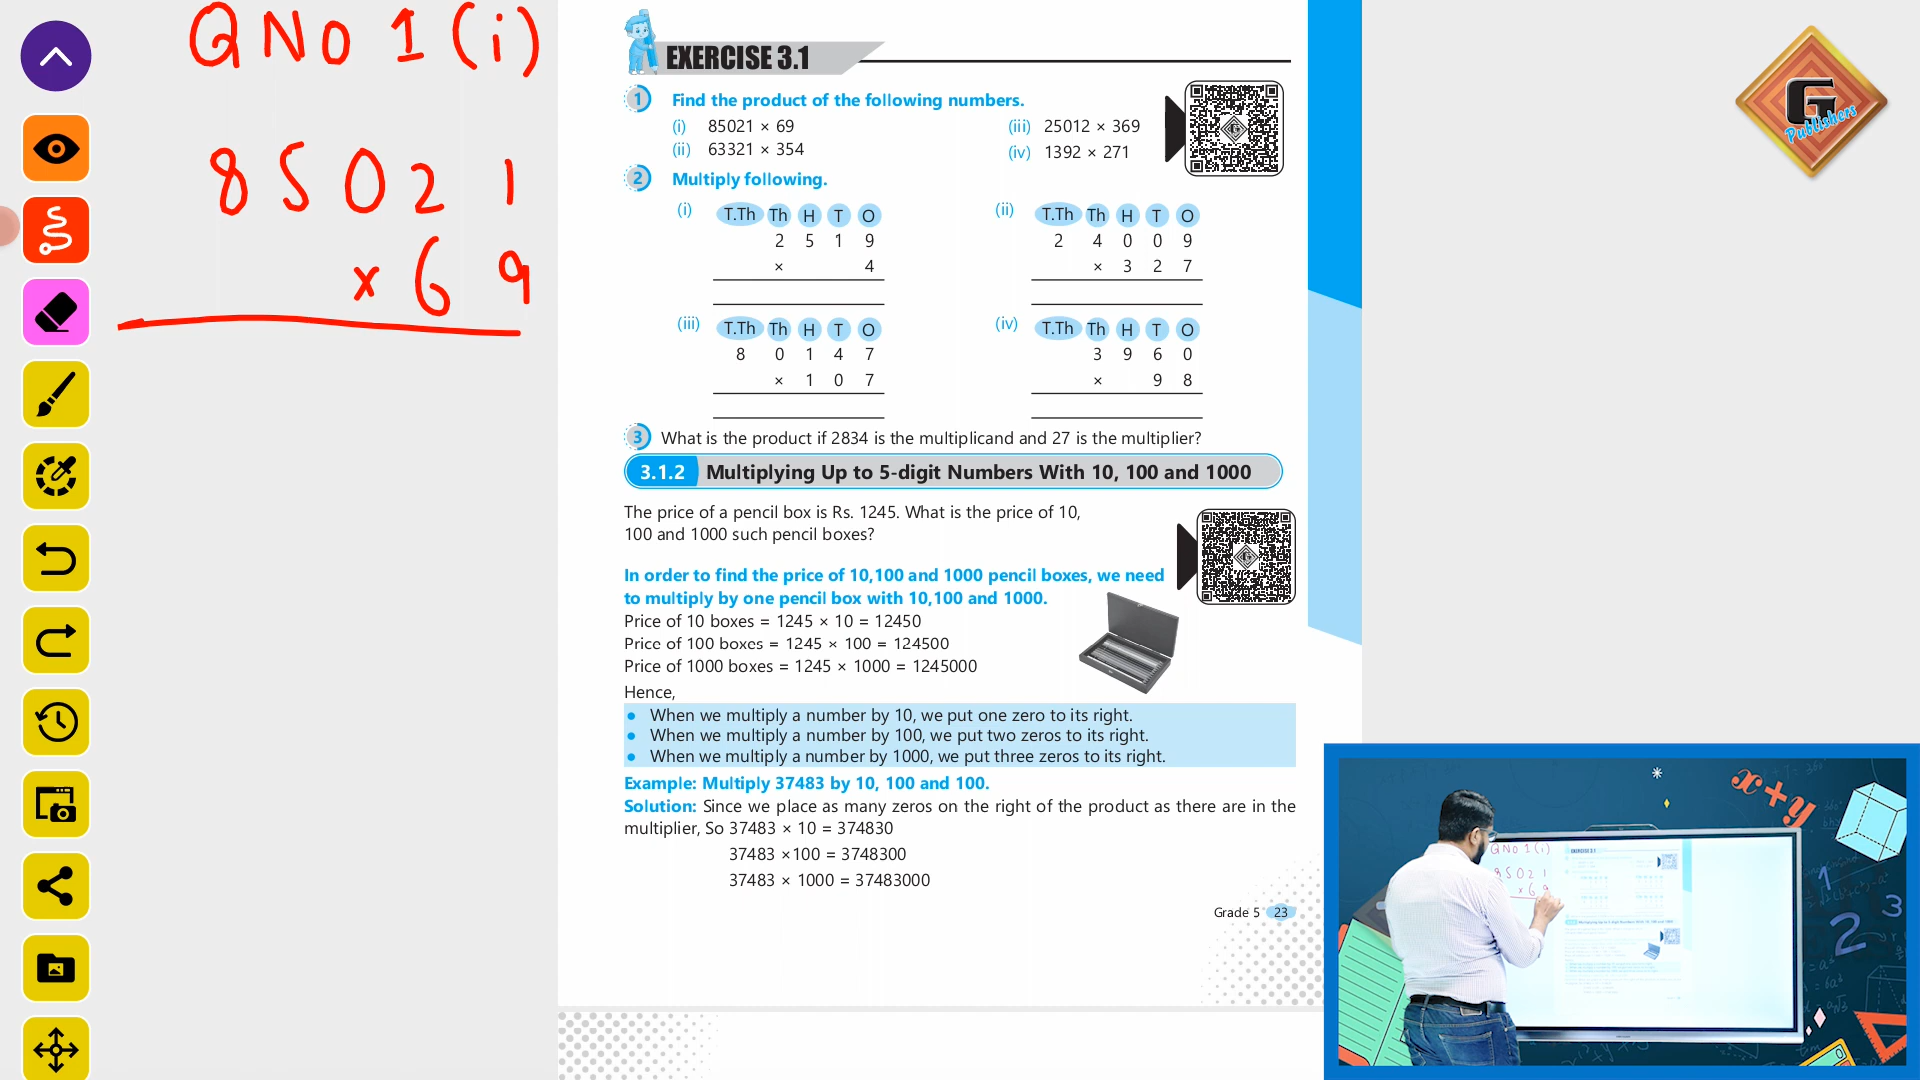 QNO 1 (i)
85021
× 69
EXERCISE 3.1
1 Find the product of the following numbers.
(i) 85021 × 69
(iii) 25012 × 369
(ii) 63321 × 354
(iv) 1392 × 271
2 Multiply following.
(i) T.Th Th H T O
2 5 1 9
× 4
(ii) T.Th Th H T O
2 4 0 0 9
× 3 2 7
(iii) T.Th Th H T O
8 0 1 4 7
× 1 0 7
(iv) T.Th Th H T O
3 9 6 0
× 9 8
3 What is the product if 2834 is the multiplicand and 27 is the multiplier?
3.1.2 Multiplying Up to 5-digit Numbers With 10, 100 and 1000
The price of a pencil box is Rs. 1245. What is the price of 10,
100 and 1000 such pencil boxes?
In order to find the price of 10,100 and 1000 pencil boxes, we need
to multiply by one pencil box with 10,100 and 1000.
Price of 10 boxes = 1245 × 10 = 12450
Price of 100 boxes = 1245 × 100 = 124500
Price of 1000 boxes = 1245 × 1000 = 1245000
Hence,
• When we multiply a number by 10, we put one zero to its right.
• When we multiply a number by 100, we put two zeros to its right.
• When we multiply a number by 1000, we put three zeros to its right.
Example: Multiply 37483 by 10, 100 and 100.
Solution: Since we place as many zeros on the right of the product as there are in the
multiplier, So 37483 × 10 = 374830
37483 ×100 = 3748300
37483 × 1000 = 37483000
Grade 5 23
G
Publishers
x+y
1
2
3
QNO 1 (i)
85021
× 69
EXERCISE 3.1